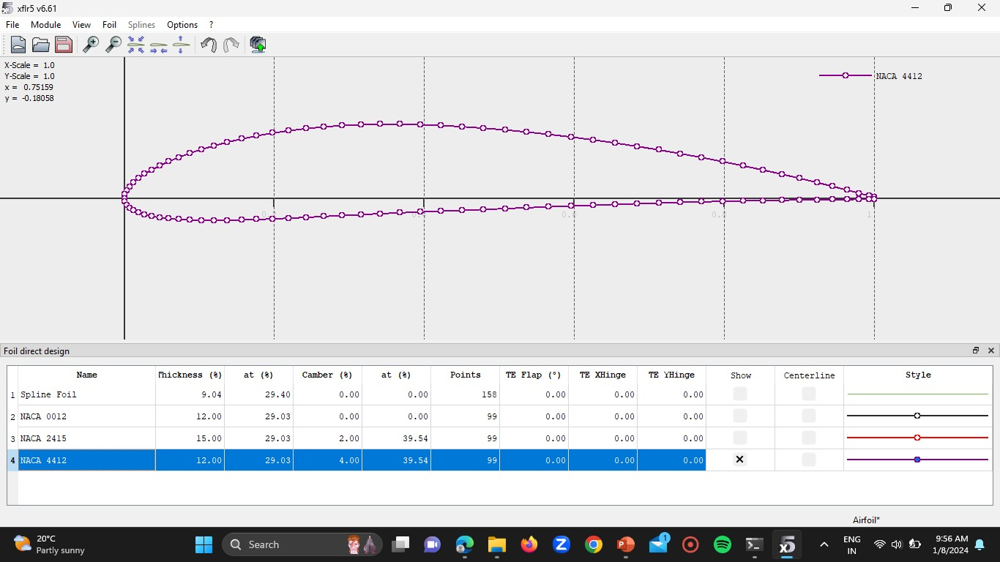 xflr5 v6.61
File Module View Foil Splines Options ?
X-Scale = 1.0
Y-Scale = 1.0
x = 0.75159
y = -0.18058
NACA 4412
0.2 0.4 0.6 0.8 1
Foil direct design
Name Thickness (%) at (%) Camber (%) at (%) Points TE Flap (°) TE XHinge TE YHinge Show Centerline Style
1 Spline Foil 9.04 29.40 0.00 0.00 158 0.00 0.00 0.00
2 NACA 0012 12.00 29.03 0.00 0.00 99 0.00 0.00 0.00
3 NACA 2415 15.00 29.03 2.00 39.54 99 0.00 0.00 0.00
4 NACA 4412 12.00 29.03 4.00 39.54 99 0.00 0.00 0.00
Airfoil*
20°C
Partly sunny
Search
1
ENG
IN
9:56 AM
1/8/2024